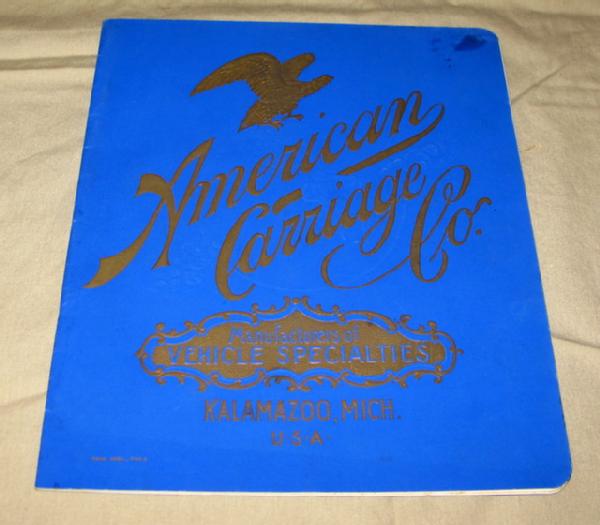 American
Carriage Co.
Manufacturers of
VEHICLE SPECIALTIES
KALAMAZOO, MICH.
U·S·A·